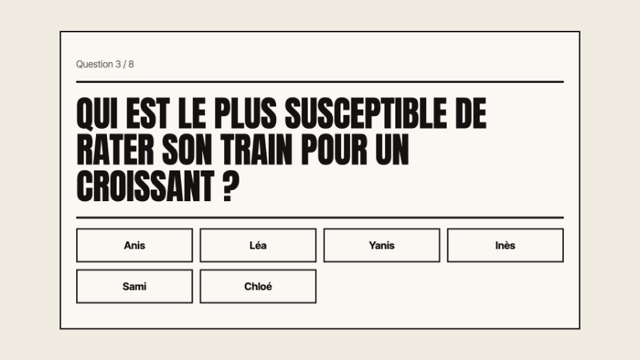 Question 3 / 8
QUI EST LE PLUS SUSCEPTIBLE DE
RATER SON TRAIN POUR UN
CROISSANT ?
Anis
Léa
Yanis
Inès
Sami
Chloé